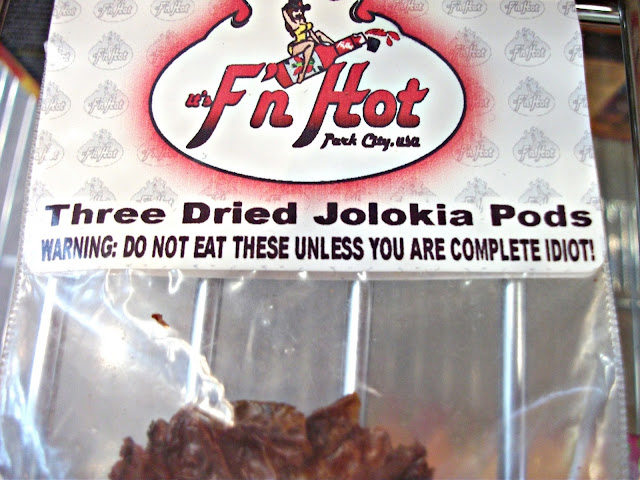 it's F'n Hot
Park City, usa
Three Dried Jolokia Pods
WARNING: DO NOT EAT THESE UNLESS YOU ARE COMPLETE IDIOT!